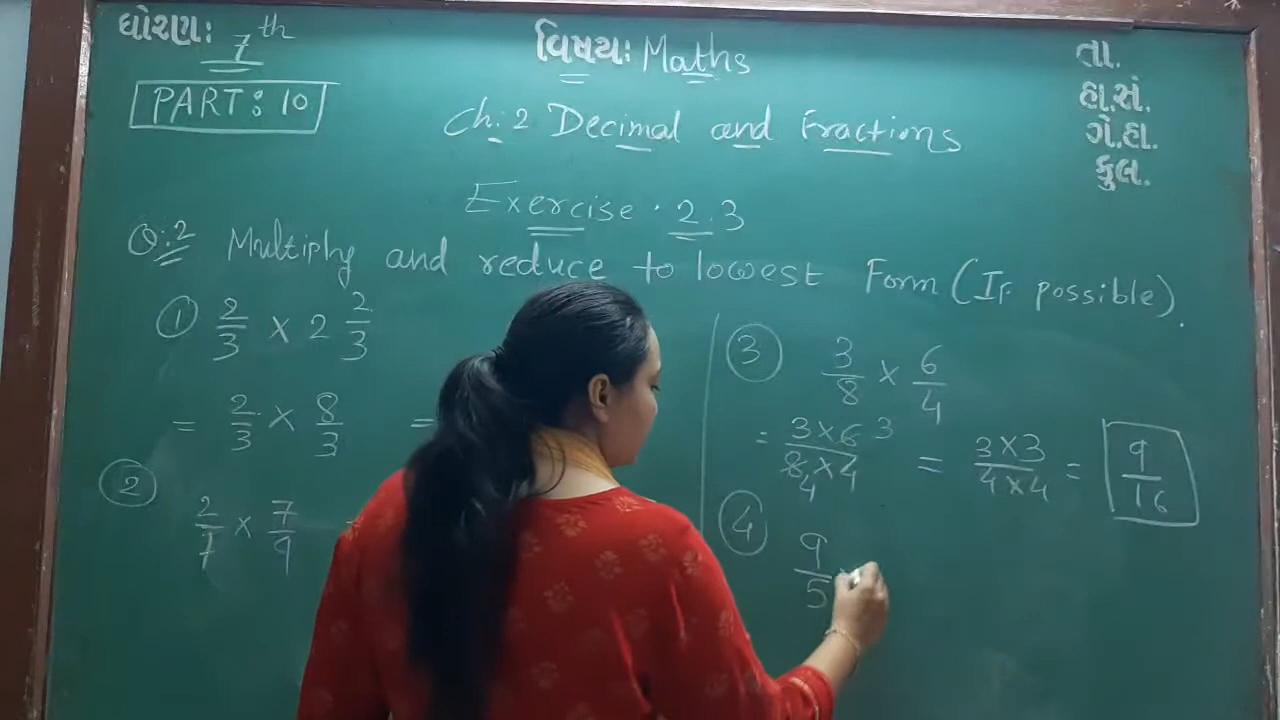 ધોરણ: 7th
વિષય: Maths
તા.
હા.સં.
ગે.હા.
કુલ.
PART: 10
Ch: 2 Decimal and Fractions
Exercise . 2.3
Q:2 Multiply and reduce to lowest Form (If possible).
① 2/3 × 2 2/3
= 2/3 × 8/3 =
② 2/7 × 7/9
③ 3/8 × 6/4
= 3×6 3/8 4×4 = 3×3/4×4 = 9/16
④ 9/5